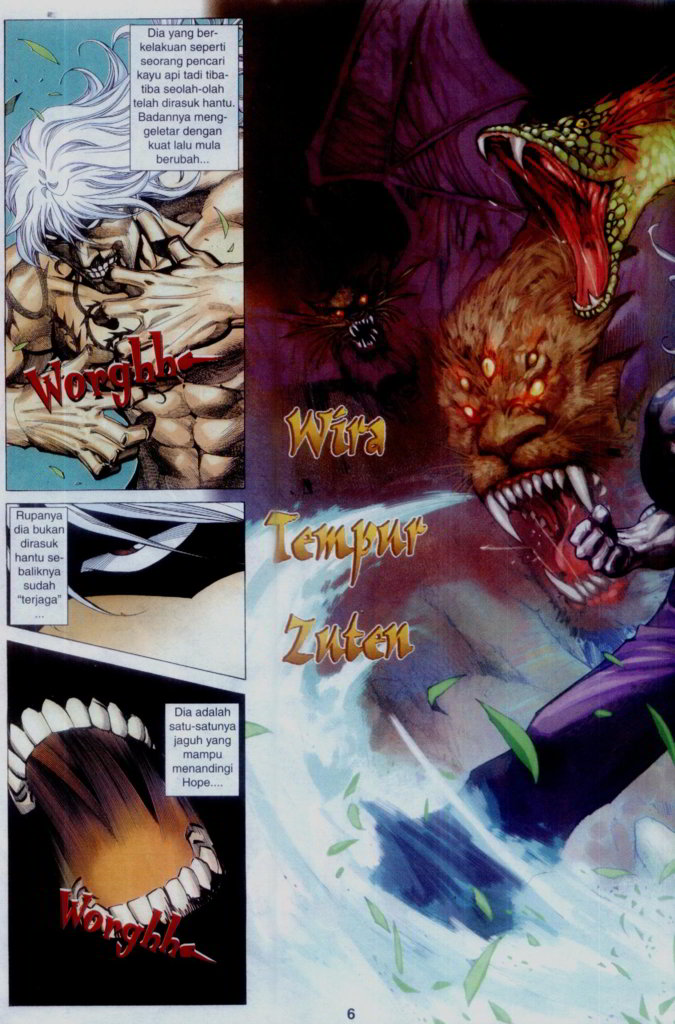 Dia yang ber-
kelakuan seperti
seorang pencari
kayu api tadi tiba-
tiba seolah-olah
telah dirasuk hantu.
Badannya meng-
geletar dengan
kuat lalu mula
berubah...
Worghh
Rupanya
dia bukan
dirasuk
hantu se-
baliknya
sudah
"terjaga"
...
Dia adalah
satu-satunya
jaguh yang
mampu
menandingi
Hope....
Worghh
Wira
Tempur
Zuten
6